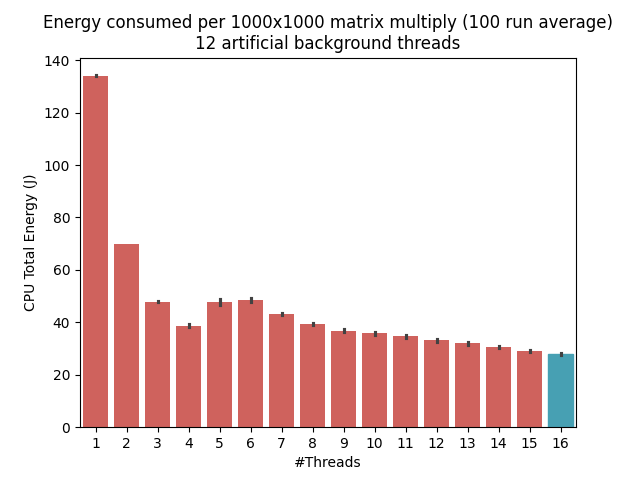 Energy consumed per 1000x1000 matrix multiply (100 run average)
12 artificial background threads
140
120
100
80
60
40
20
0
CPU Total Energy (J)
1 2 3 4 5 6 7 8 9 10 11 12 13 14 15 16
#Threads